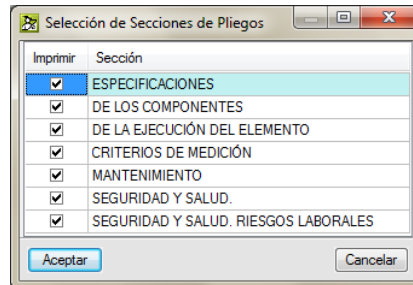 Selección de Secciones de Pliegos
Imprimir Sección
ESPECIFICACIONES
DE LOS COMPONENTES
DE LA EJECUCIÓN DEL ELEMENTO
CRITERIOS DE MEDICIÓN
MANTENIMIENTO
SEGURIDAD Y SALUD.
SEGURIDAD Y SALUD. RIESGOS LABORALES
Aceptar Cancelar